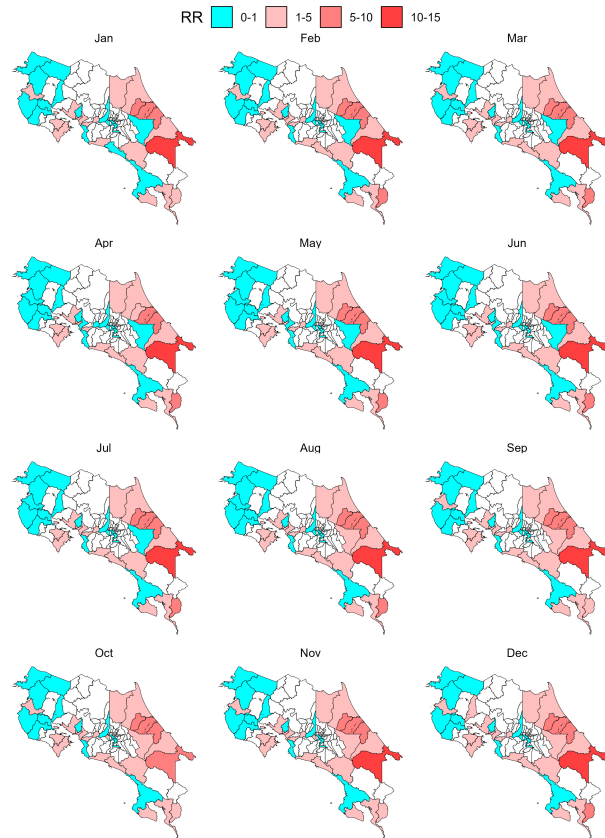 RR 0-1 1-5 5-10 10-15
Jan Feb Mar
Apr May Jun
Jul Aug Sep
Oct Nov Dec